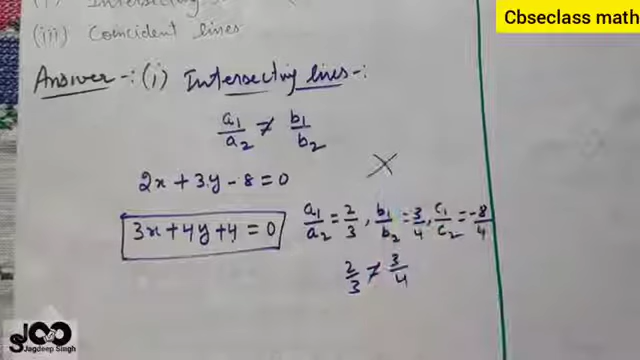 Cbseclass math
(i) Intersecting
(iii) Coincident lines
Answer -: (i) Intersecting lines -:
a₁/a₂ ≠ b₁/b₂
2x + 3y - 8 = 0
3x + 4y + 4 = 0
a₁/a₂ = 2/3, b₁/b₂ = 3/4, c₁/c₂ = -8/4
2/3 ≠ 3/4
Jagdeep Singh